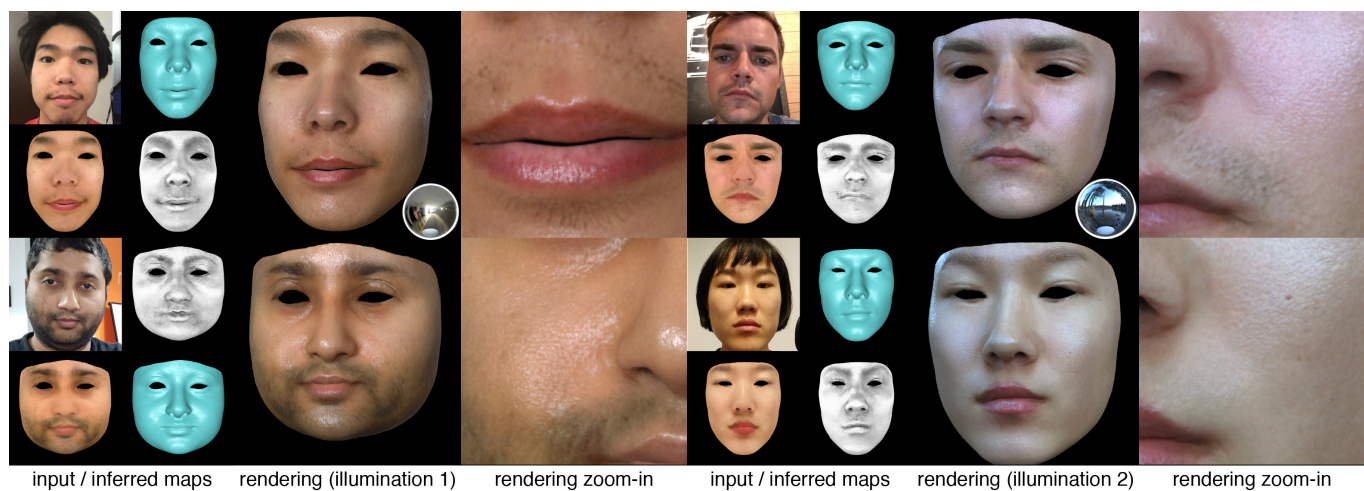 input / inferred maps rendering (illumination 1) rendering zoom-in input / inferred maps rendering (illumination 2) rendering zoom-in